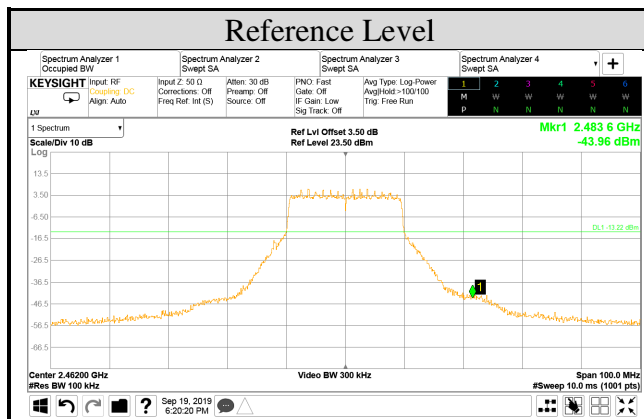 Reference Level
Spectrum Analyzer 1
Occupied BW
Spectrum Analyzer 2
Swept SA
Spectrum Analyzer 3
Swept SA
Spectrum Analyzer 4
Swept SA
KEYSIGHT
Input: RF
Coupling: DC
Align: Auto
Input Z: 50 Ω
Corrections: Off
Freq Ref: Int (S)
Atten: 30 dB
Preamp: Off
Source: Off
PNO: Fast
Gate: Off
IF Gain: Low
Sig Track: Off
Avg Type: Log-Power
Avg|Hold:>100/100
Trig: Free Run
1 2 3 4 5 6
M W W W W W
P N N N N N
1 Spectrum
Scale/Div 10 dB
Ref Lvl Offset 3.50 dB
Ref Level 23.50 dBm
Mkr1 2.483 6 GHz
-43.96 dBm
Log
13.5
3.50
-6.50
DL1 -13.22 dBm
-16.5
-26.5
-36.5
1
-46.5
-56.5
-66.5
Center 2.46200 GHz
#Res BW 100 kHz
Video BW 300 kHz
Span 100.0 MHz
#Sweep 10.0 ms (1001 pts)
Sep 19, 2019
6:20:20 PM